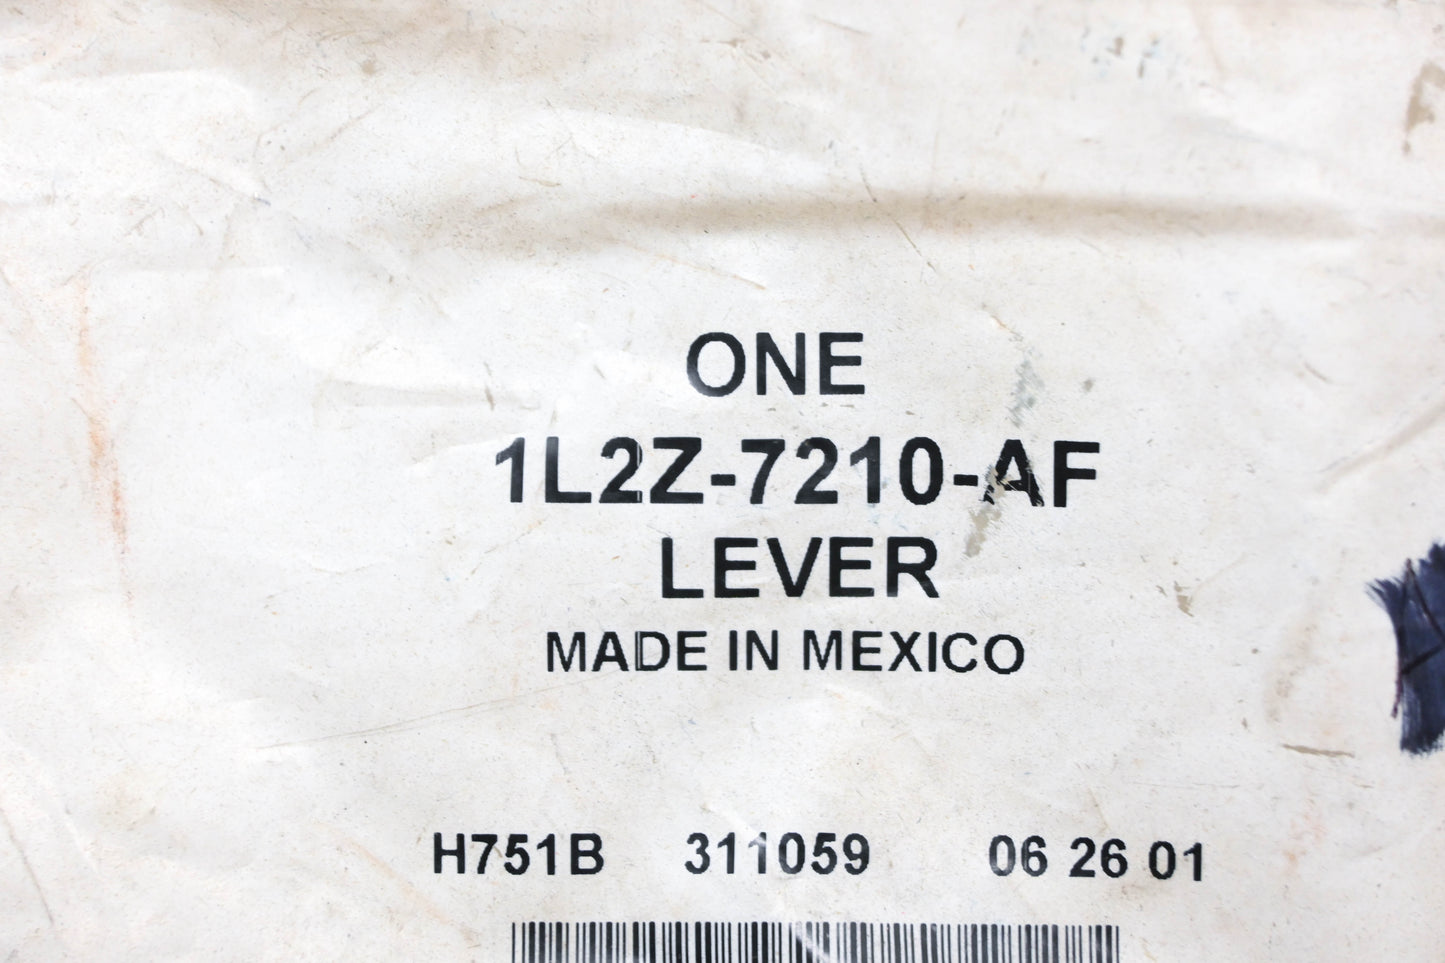 ONE
1L2Z-7210-AF
LEVER
MADE IN MEXICO
H751B 311059 06 26 01